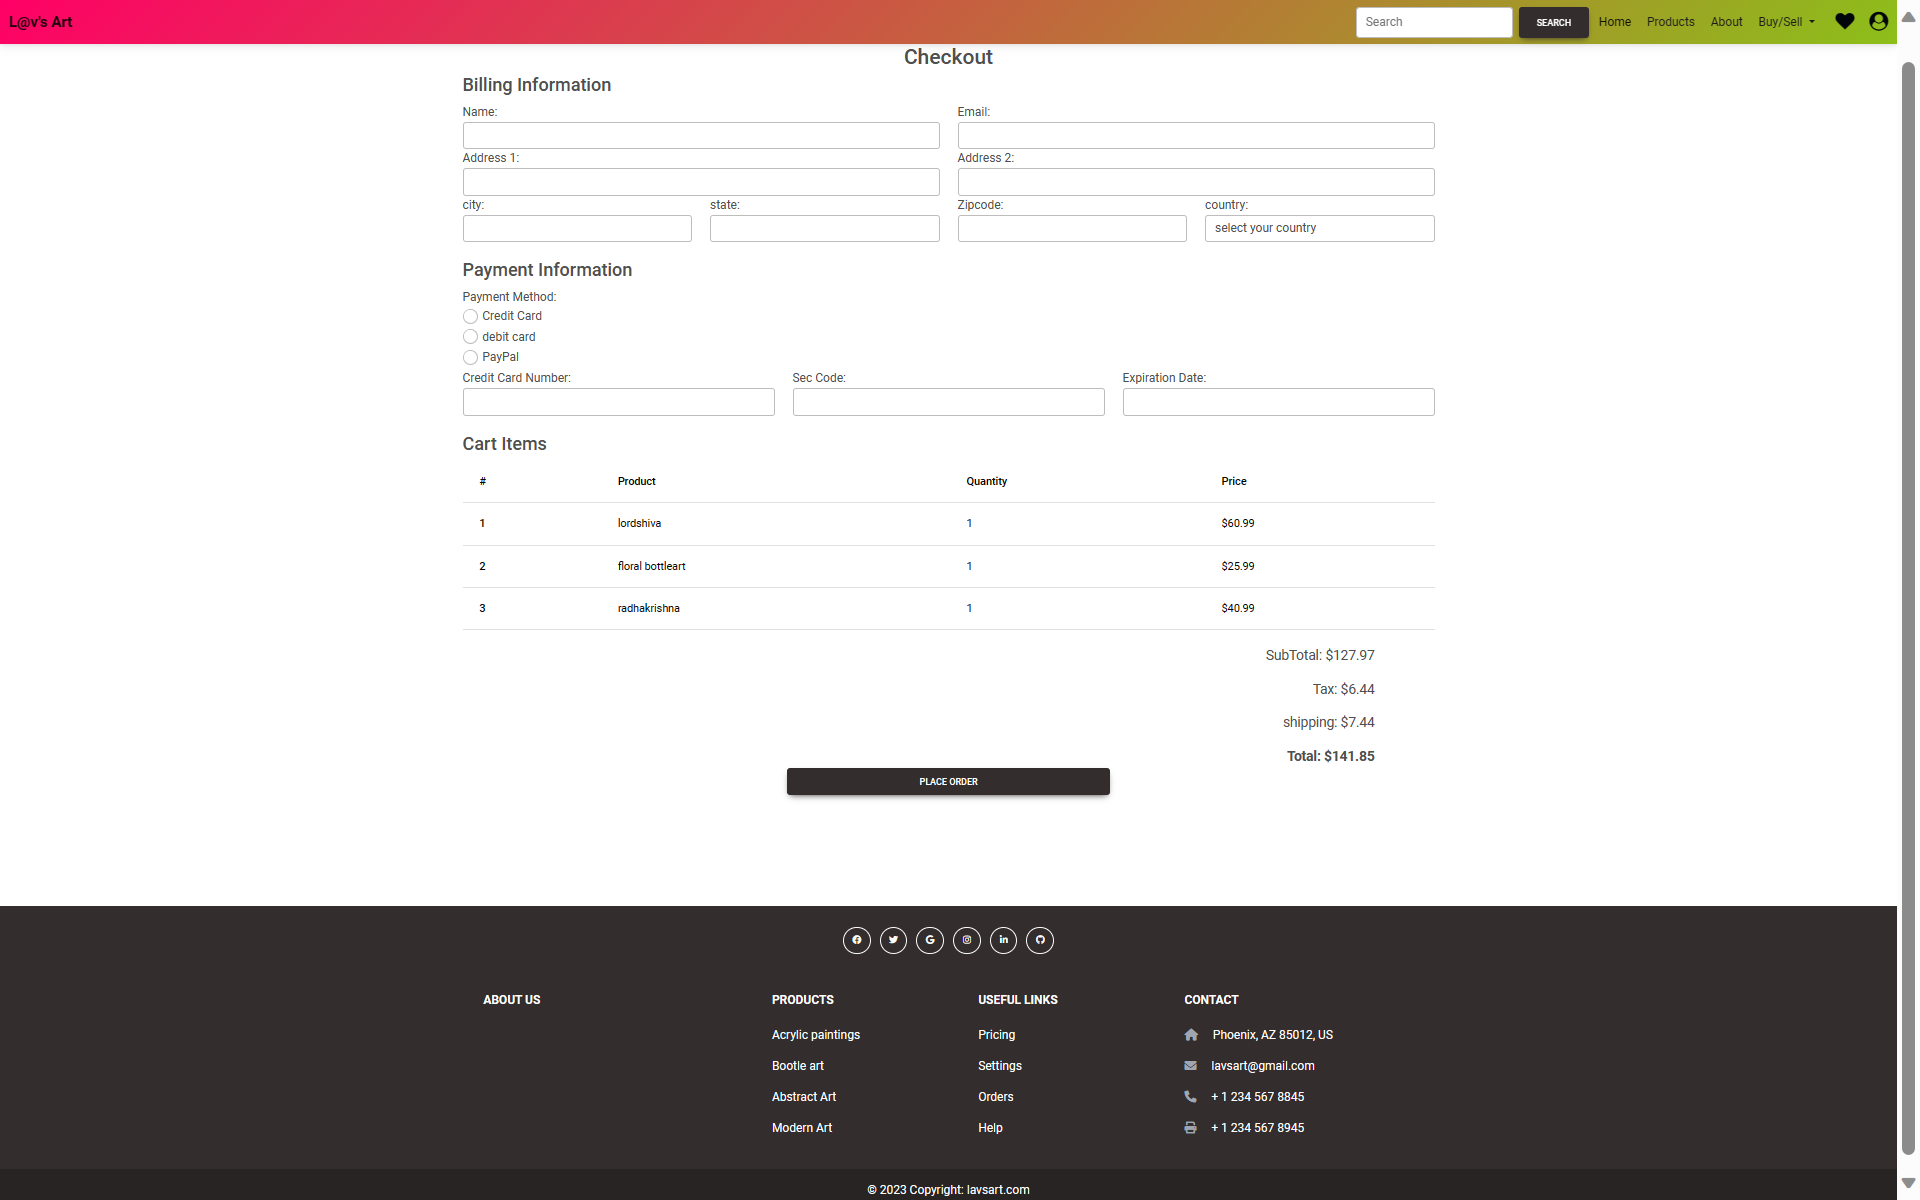 L@v's Art
Search
SEARCH
Home
Products
About
Buy/Sell
Checkout
Billing Information
Name:
Email:
Address 1:
Address 2:
city:
state:
Zipcode:
country:
select your country
Payment Information
Payment Method:
Credit Card
debit card
PayPal
Credit Card Number:
Sec Code:
Expiration Date:
Cart Items
# Product Quantity Price
1 lordshiva 1 $60.99
2 floral bottleart 1 $25.99
3 radhakrishna 1 $40.99
SubTotal: $127.97
Tax: $6.44
shipping: $7.44
Total: $141.85
PLACE ORDER
ABOUT US
PRODUCTS
Acrylic paintings
Bootle art
Abstract Art
Modern Art
USEFUL LINKS
Pricing
Settings
Orders
Help
CONTACT
Phoenix, AZ 85012, US
lavsart@gmail.com
+ 1 234 567 8845
+ 1 234 567 8945
© 2023 Copyright: lavsart.com